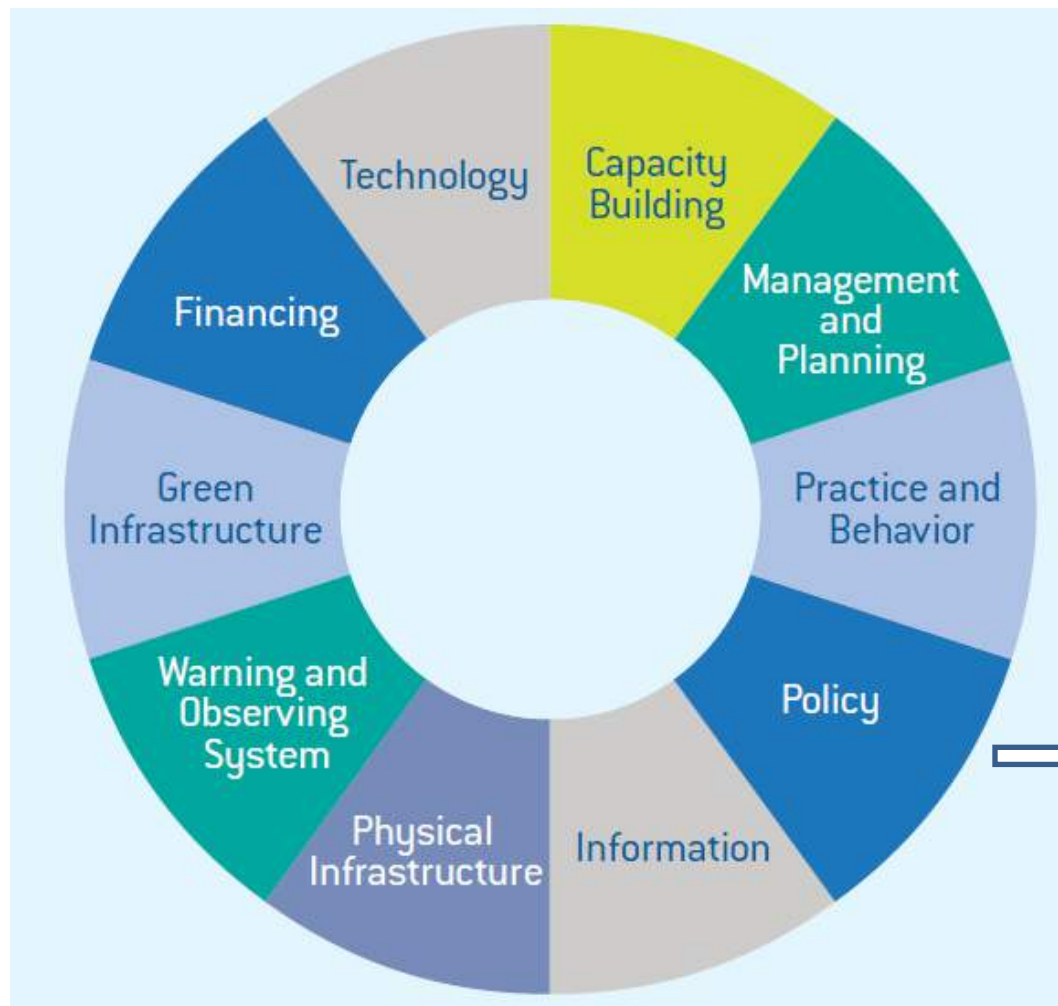 Technology
Capacity
Building
Management
and
Planning
Practice and
Behavior
Policy
Information
Physical
Infrastructure
Warning and
Observing
System
Green
Infrastructure
Financing